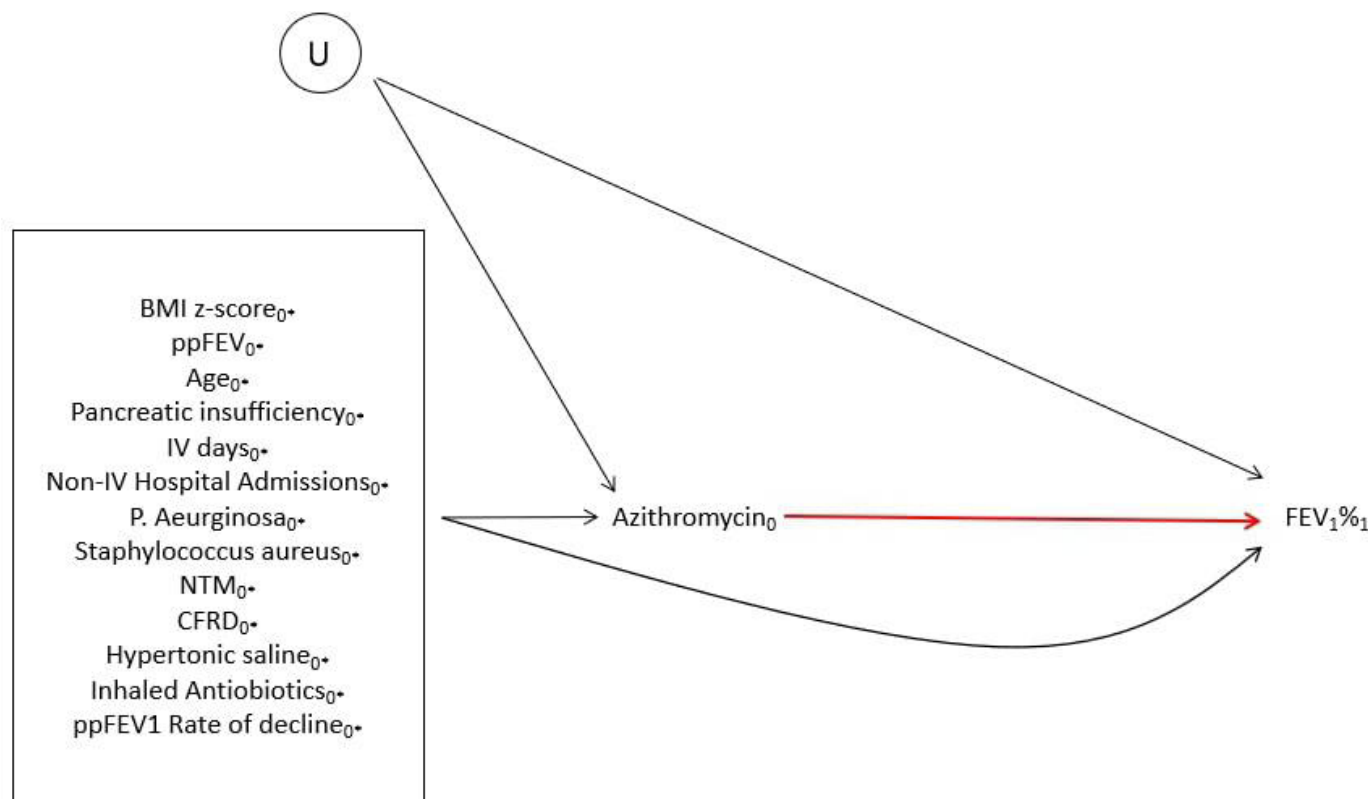 U
BMI z-score₀•
ppFEV₀•
Age₀•
Pancreatic insufficiency₀•
IV days₀•
Non-IV Hospital Admissions₀•
P. Aeurginosa₀•
Staphylococcus aureus₀•
NTM₀•
CFRD₀•
Hypertonic saline₀•
Inhaled Antiobiotics₀•
ppFEV1 Rate of decline₀•
Azithromycin₀
FEV₁%₁